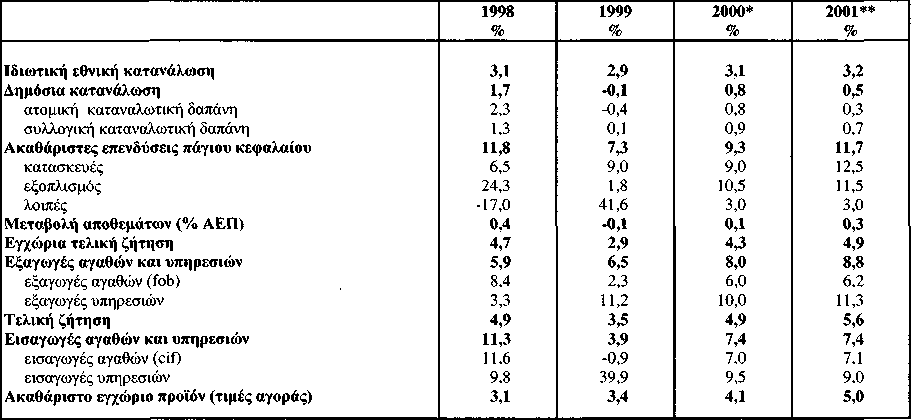 1998 1999 2000* 2001**
% % % %
Ιδιωτική εθνική κατανάλωση 3,1 2,9 3,1 3,2
Δημόσια κατανάλωση 1,7 -0,1 0,8 0,5
ατομική καταναλωτική δαπάνη 2,3 -0,4 0,8 0,3
συλλογική καταναλωτική δαπάνη 1,3 0,1 0,9 0,7
Ακαθάριστες επενδύσεις πάγιου κεφαλαίου 11,8 7,3 9,3 11,7
κατασκευές 6,5 9,0 9,0 12,5
εξοπλισμός 24,3 1,8 10,5 11,5
λοιπές -17,0 41,6 3,0 3,0
Μεταβολή αποθεμάτων (% ΑΕΠ) 0,4 -0,1 0,1 0,3
Εγχώρια τελική ζήτηση 4,7 2,9 4,3 4,9
Εξαγωγές αγαθών και υπηρεσιών 5,9 6,5 8,0 8,8
εξαγωγές αγαθών (fob) 8,4 2,3 6,0 6,2
εξαγωγές υπηρεσιών 3,3 11,2 10,0 11,3
Τελική ζήτηση 4,9 3,5 4,9 5,6
Εισαγωγές αγαθών και υπηρεσιών 11,3 3,9 7,4 7,4
εισαγωγές αγαθών (cif) 11.6 -0,9 7.0 7.1
εισαγωγές υπηρεσιών 9.8 39,9 9,5 9.0
Ακαθάριστο εγχώριο προϊόν (τιμές αγοράς) 3,1 3,4 4,1 5,0